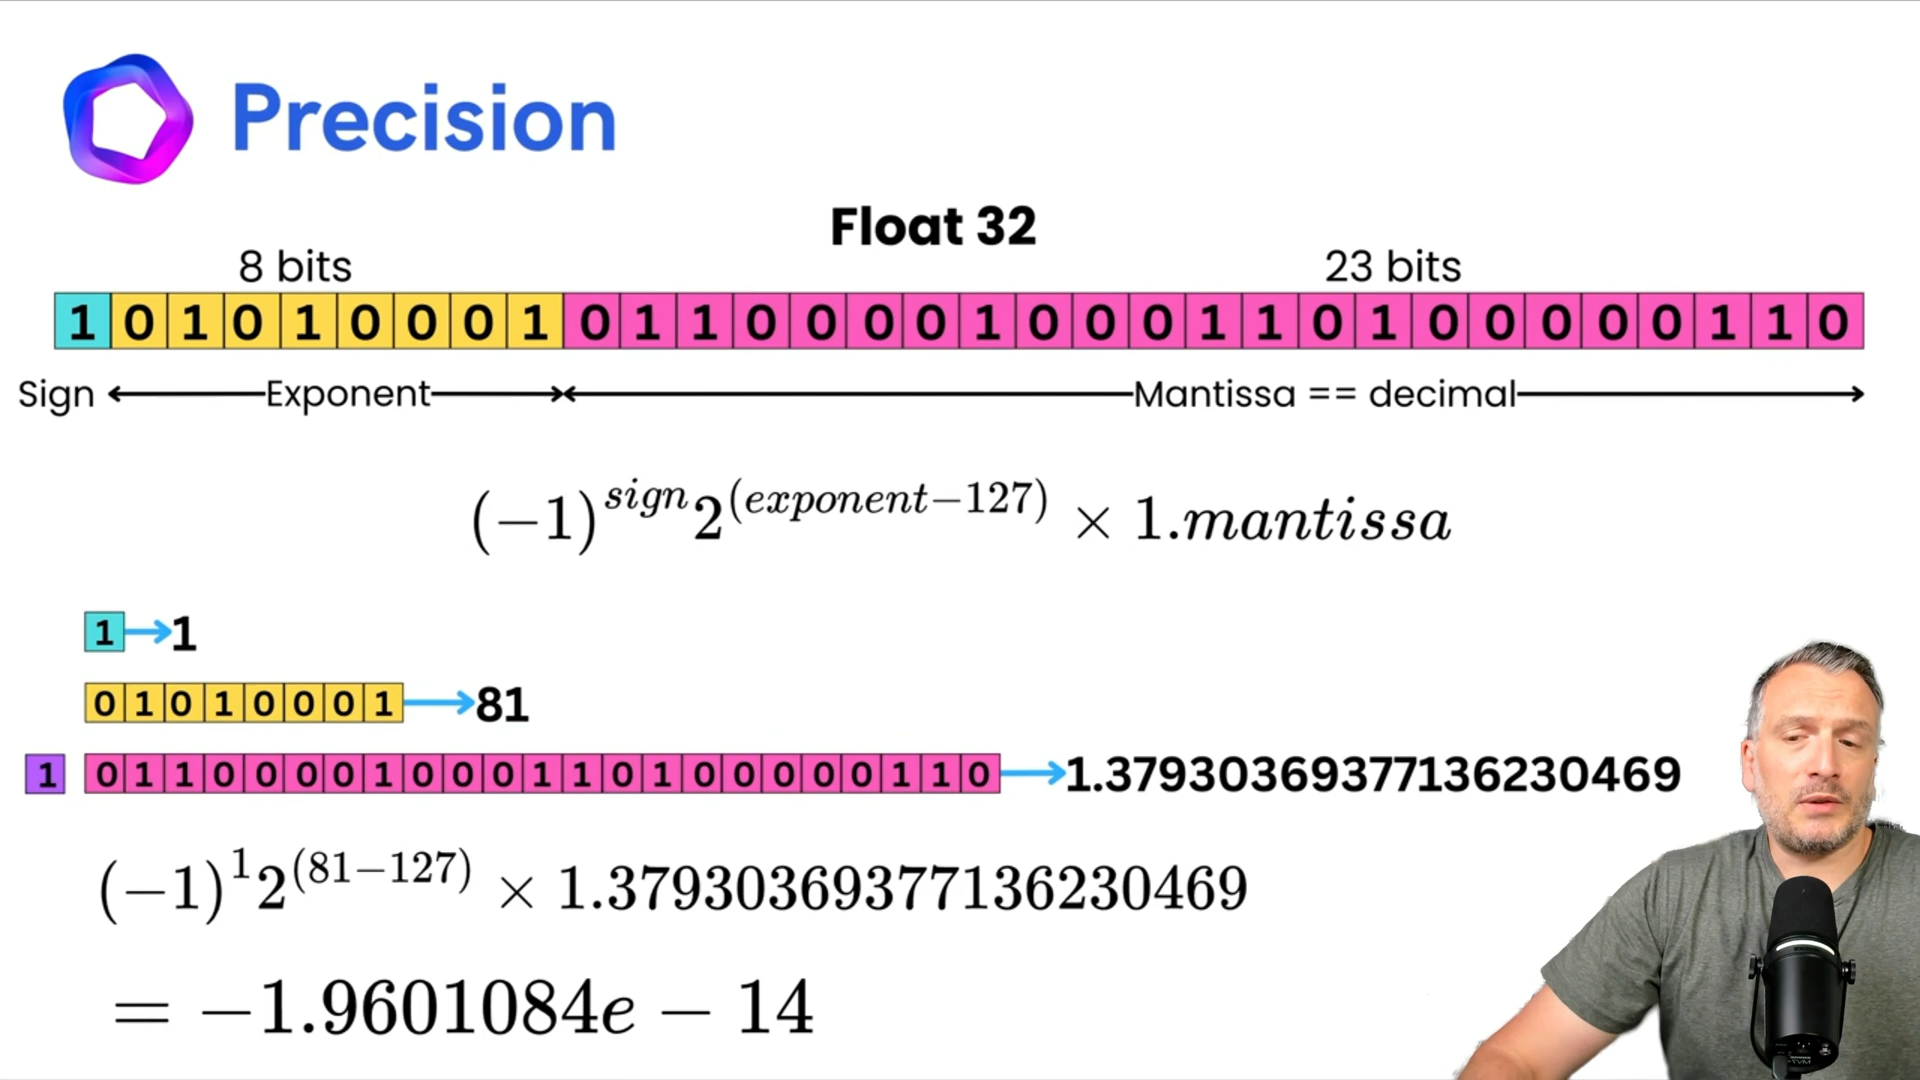 Precision
Float 32
8 bits 23 bits
1 0 1 0 1 0 0 0 1 0 1 1 0 0 0 0 1 0 0 0 1 1 0 1 0 0 0 0 0 1 1 0
Sign Exponent Mantissa == decimal
(−1)^sign 2^(exponent−127) × 1.mantissa
1 1
0 1 0 1 0 0 0 1 81
1 0 1 1 0 0 0 0 1 0 0 0 1 1 0 1 0 0 0 0 0 1 1 0 1.37930369377136230469
(−1)^1 2^(81−127) × 1.37930369377136230469
= −1.9601084e − 14